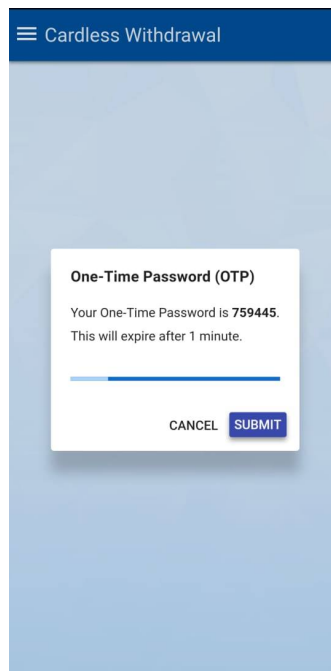 Cardless Withdrawal
One-Time Password (OTP)
Your One-Time Password is 759445.
This will expire after 1 minute.
CANCEL SUBMIT